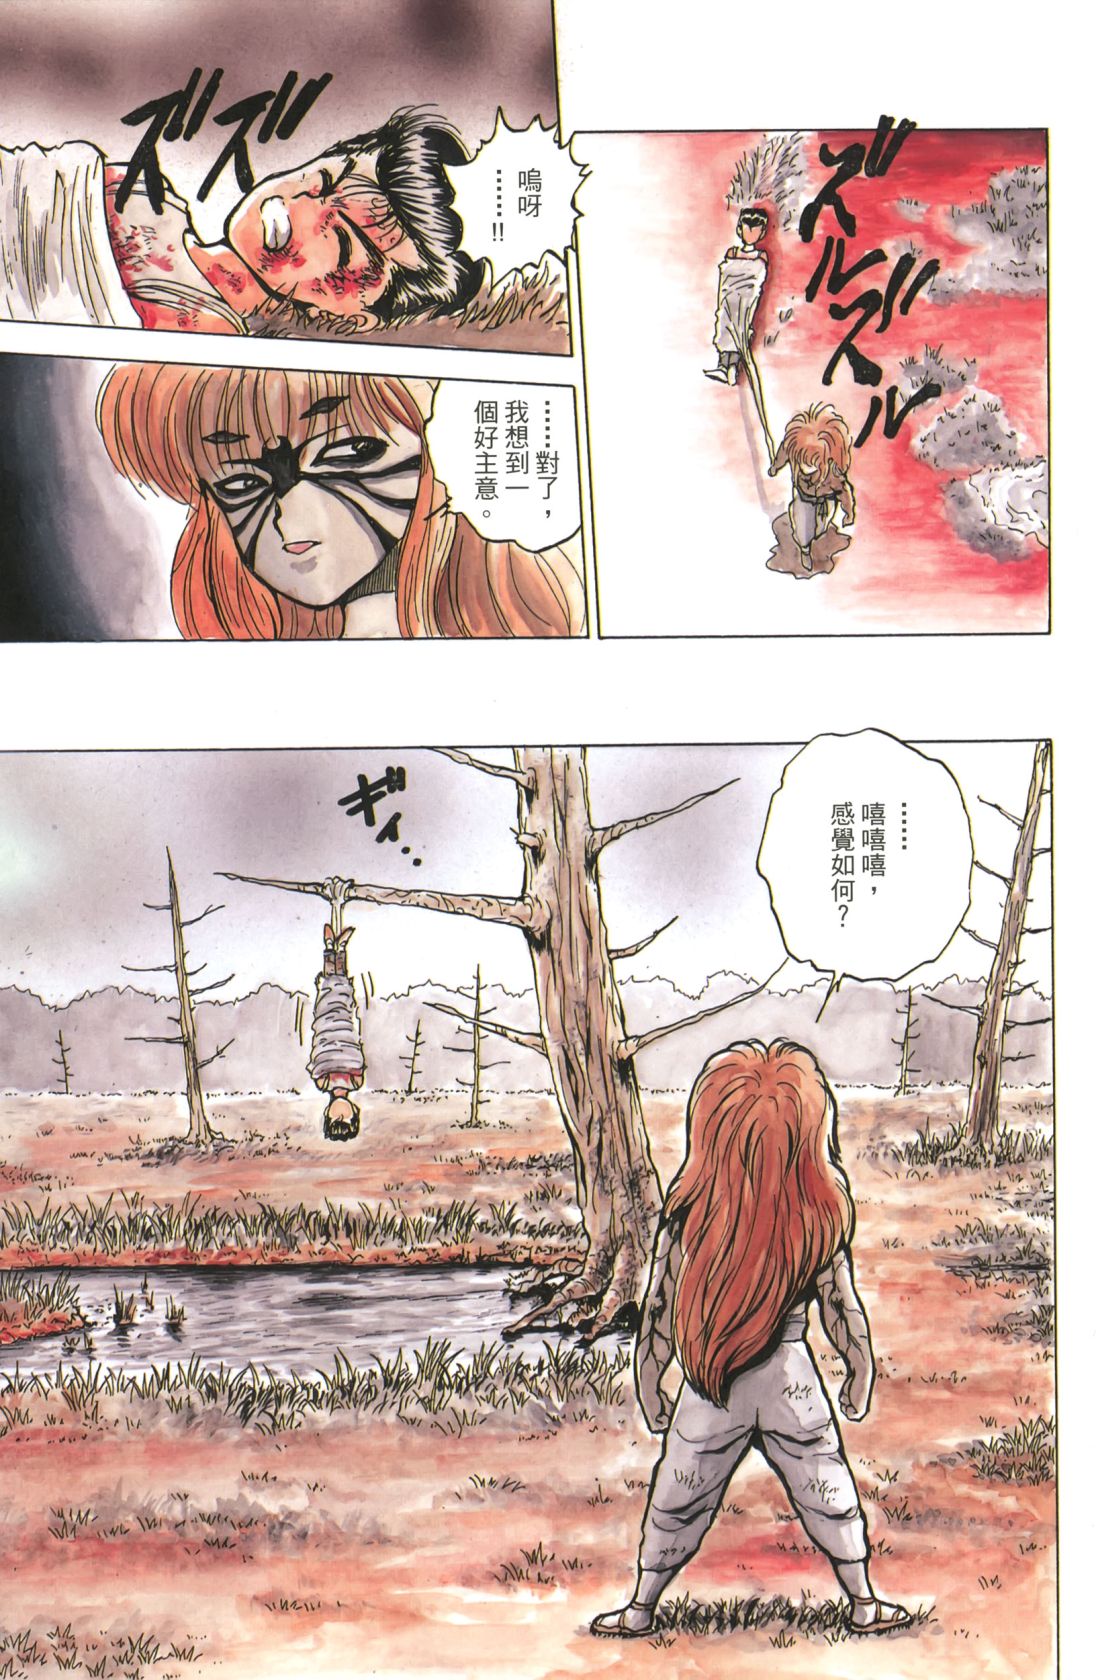 ズルズル
ズズ
嗚呀
……!!
……對了，
我想到一
個好主意。
……
嘻嘻嘻，
感覺如何？
ギィ…